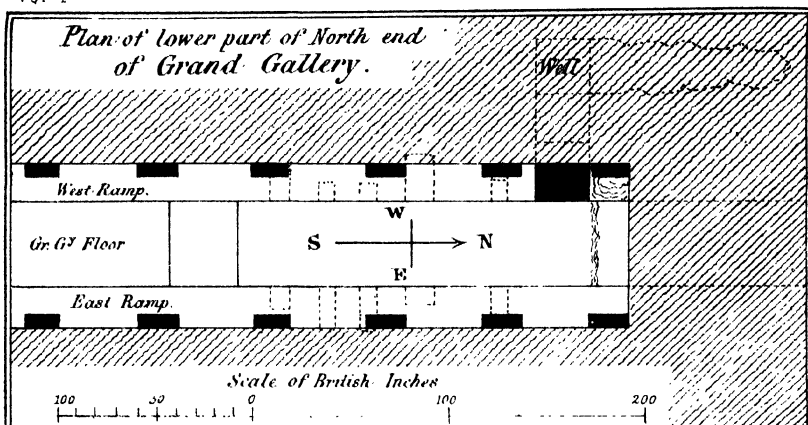 Plan of lower part of North end
of Grand Gallery.
Well
West Ramp.
W
Gr. Gy Floor
S N
E
East Ramp.
Scale of British Inches
100 50 0 100 200